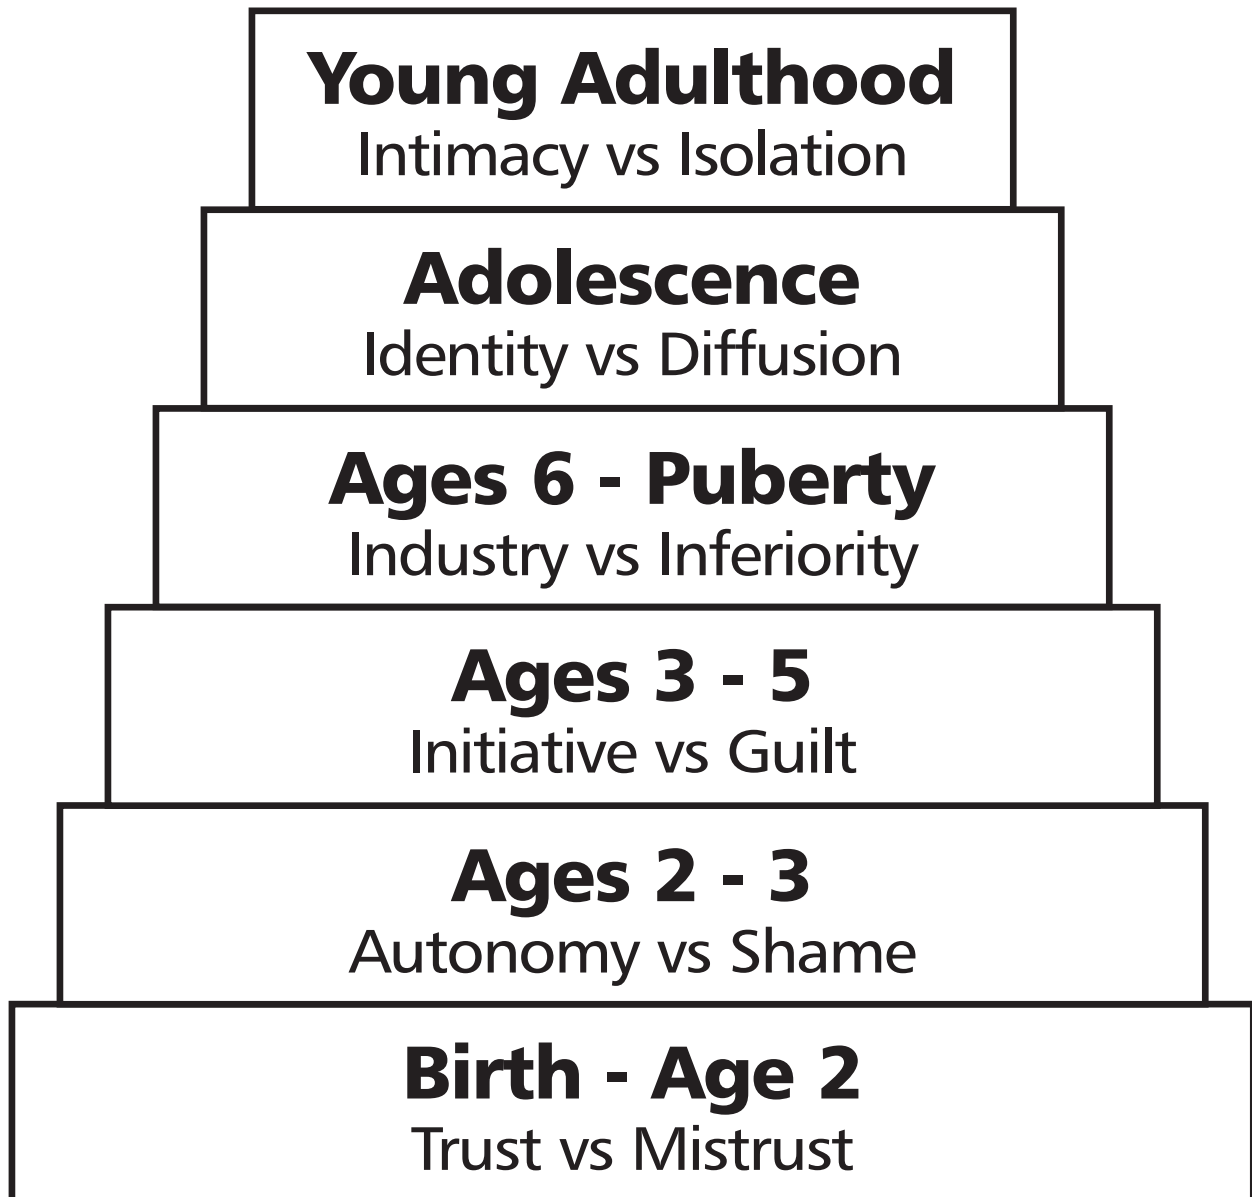 Young Adulthood
Intimacy vs Isolation
Adolescence
Identity vs Diffusion
Ages 6 - Puberty
Industry vs Inferiority
Ages 3 - 5
Initiative vs Guilt
Ages 2 - 3
Autonomy vs Shame
Birth - Age 2
Trust vs Mistrust